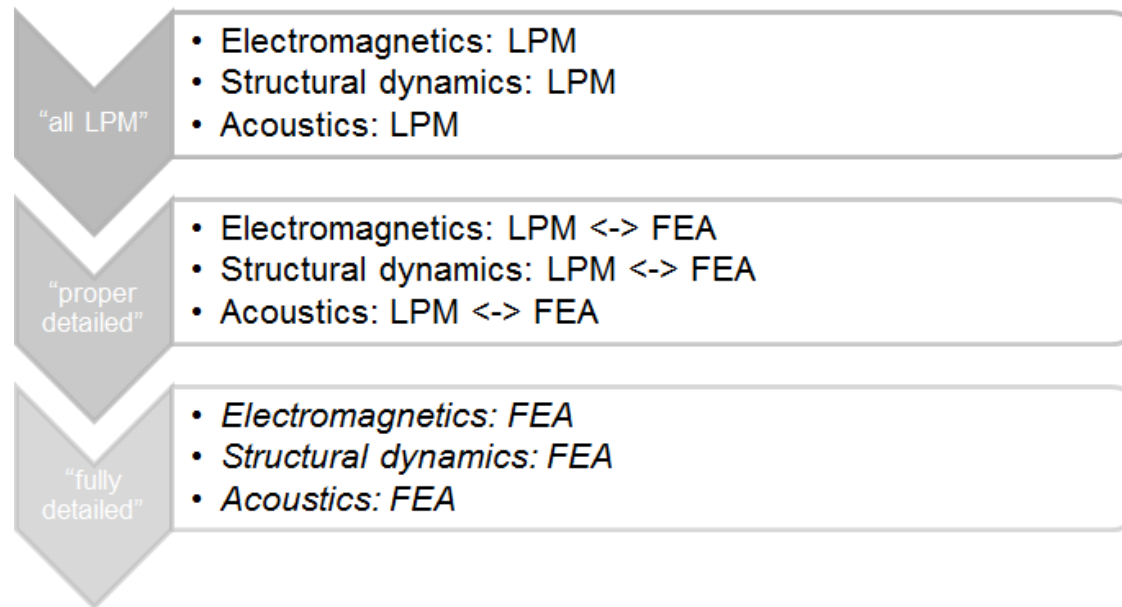 “all LPM”
• Electromagnetics: LPM
• Structural dynamics: LPM
• Acoustics: LPM
“proper
detailed”
• Electromagnetics: LPM <-> FEA
• Structural dynamics: LPM <-> FEA
• Acoustics: LPM <-> FEA
“fully
detailed”
• Electromagnetics: FEA
• Structural dynamics: FEA
• Acoustics: FEA